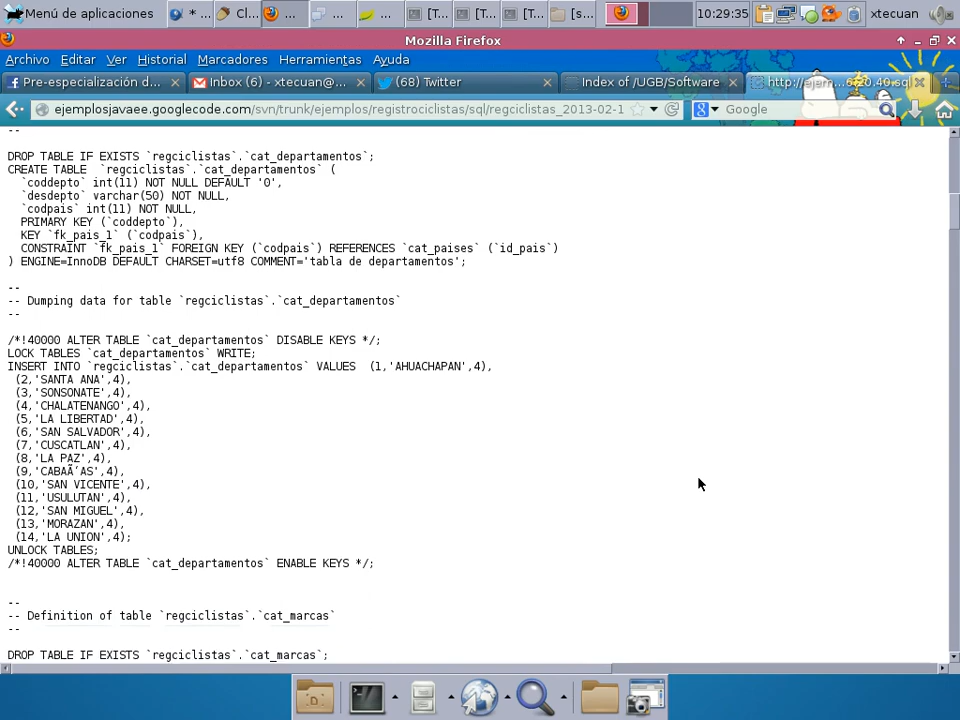 Menú de aplicaciones
* ...
Cl...
...
...
...
[T...
[T...
[T...
[s...
10:29:35
xtecuan
Mozilla Firefox
Archivo Editar Ver Historial Marcadores Herramientas Ayuda
Pre-especialización d...
Inbox (6) - xtecuan@...
(68) Twitter
Index of /UGB/Software
ejemplosjavaee.googlecode.com/svn/trunk/ejemplos/registrociclistas/sql/regciclistas_2013-02-1
Google
--
DROP TABLE IF EXISTS `regciclistas`.`cat_departamentos`;
CREATE TABLE  `regciclistas`.`cat_departamentos` (
  `coddepto` int(11) NOT NULL DEFAULT '0',
  `desdepto` varchar(50) NOT NULL,
  `codpais` int(11) NOT NULL,
  PRIMARY KEY (`coddepto`),
  KEY `fk_pais_1` (`codpais`),
  CONSTRAINT `fk_pais_1` FOREIGN KEY (`codpais`) REFERENCES `cat_paises` (`id_pais`)
) ENGINE=InnoDB DEFAULT CHARSET=utf8 COMMENT='tabla de departamentos';
--
-- Dumping data for table `regciclistas`.`cat_departamentos`
--
/*!40000 ALTER TABLE `cat_departamentos` DISABLE KEYS */;
LOCK TABLES `cat_departamentos` WRITE;
INSERT INTO `regciclistas`.`cat_departamentos` VALUES  (1,'AHUACHAPAN',4),
 (2,'SANTA ANA',4),
 (3,'SONSONATE',4),
 (4,'CHALATENANGO',4),
 (5,'LA LIBERTAD',4),
 (6,'SAN SALVADOR',4),
 (7,'CUSCATLAN',4),
 (8,'LA PAZ',4),
 (9,'CABAÃ‘AS',4),
 (10,'SAN VICENTE',4),
 (11,'USULUTAN',4),
 (12,'SAN MIGUEL',4),
 (13,'MORAZAN',4),
 (14,'LA UNION',4);
UNLOCK TABLES;
/*!40000 ALTER TABLE `cat_departamentos` ENABLE KEYS */;
--
-- Definition of table `regciclistas`.`cat_marcas`
--
DROP TABLE IF EXISTS `regciclistas`.`cat_marcas`;